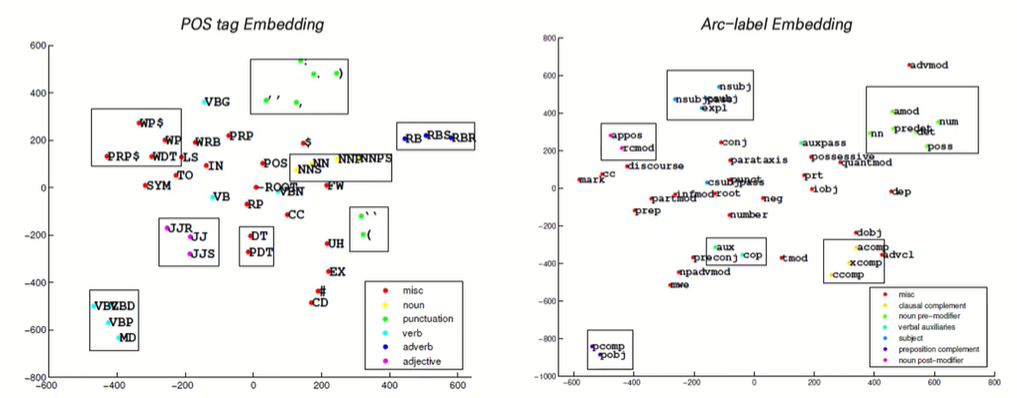 POS tag Embedding
600
400
200
0
−200
−400
−600
−800
−600
−400
−200
0
200
400
600
:
.
)
''
,
VBG
WP$
WP
PRP$
WDT
LS
WRB
PRP
$
RB
RBS
RBR
POS
NN
NNP
NNPS
NNS
IN
TO
SYM
-ROOT-
VBN
FW
VB
RP
CC
``
(
JJR
JJ
JJS
DT
PDT
UH
EX
#
CD
VBZ
VBD
VBP
MD
misc
noun
punctuation
verb
adverb
adjective
Arc−label Embedding
800
600
400
200
0
−200
−400
−600
−800
−1000
−600
−400
−200
0
200
400
600
800
advmod
nsubj
nsubjpass
csubj
expl
amod
num
predet
det
nn
poss
appos
rcmod
conj
auxpass
possessive
quantmod
parataxis
discourse
cc
mark
punct
csubjpass
prt
iobj
dep
infmod
root
partmod
neg
prep
number
dobj
aux
cop
preconj
tmod
acomp
advcl
xcomp
ccomp
npadvmod
mwe
pcomp
pobj
misc
clausal complement
noun pre−modifier
verbal auxiliaries
subject
preposition complement
noun post−modifier